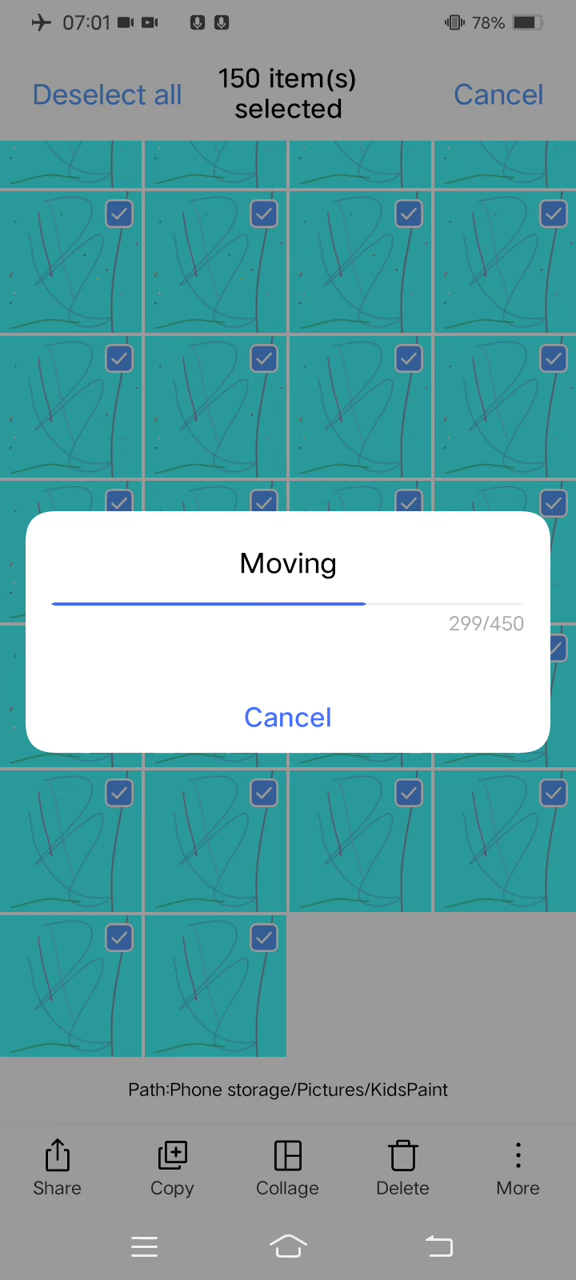 07:01
78%
Deselect all
150 item(s)
selected
Cancel
Moving
299/450
Cancel
Path:Phone storage/Pictures/KidsPaint
Share
Copy
Collage
Delete
More